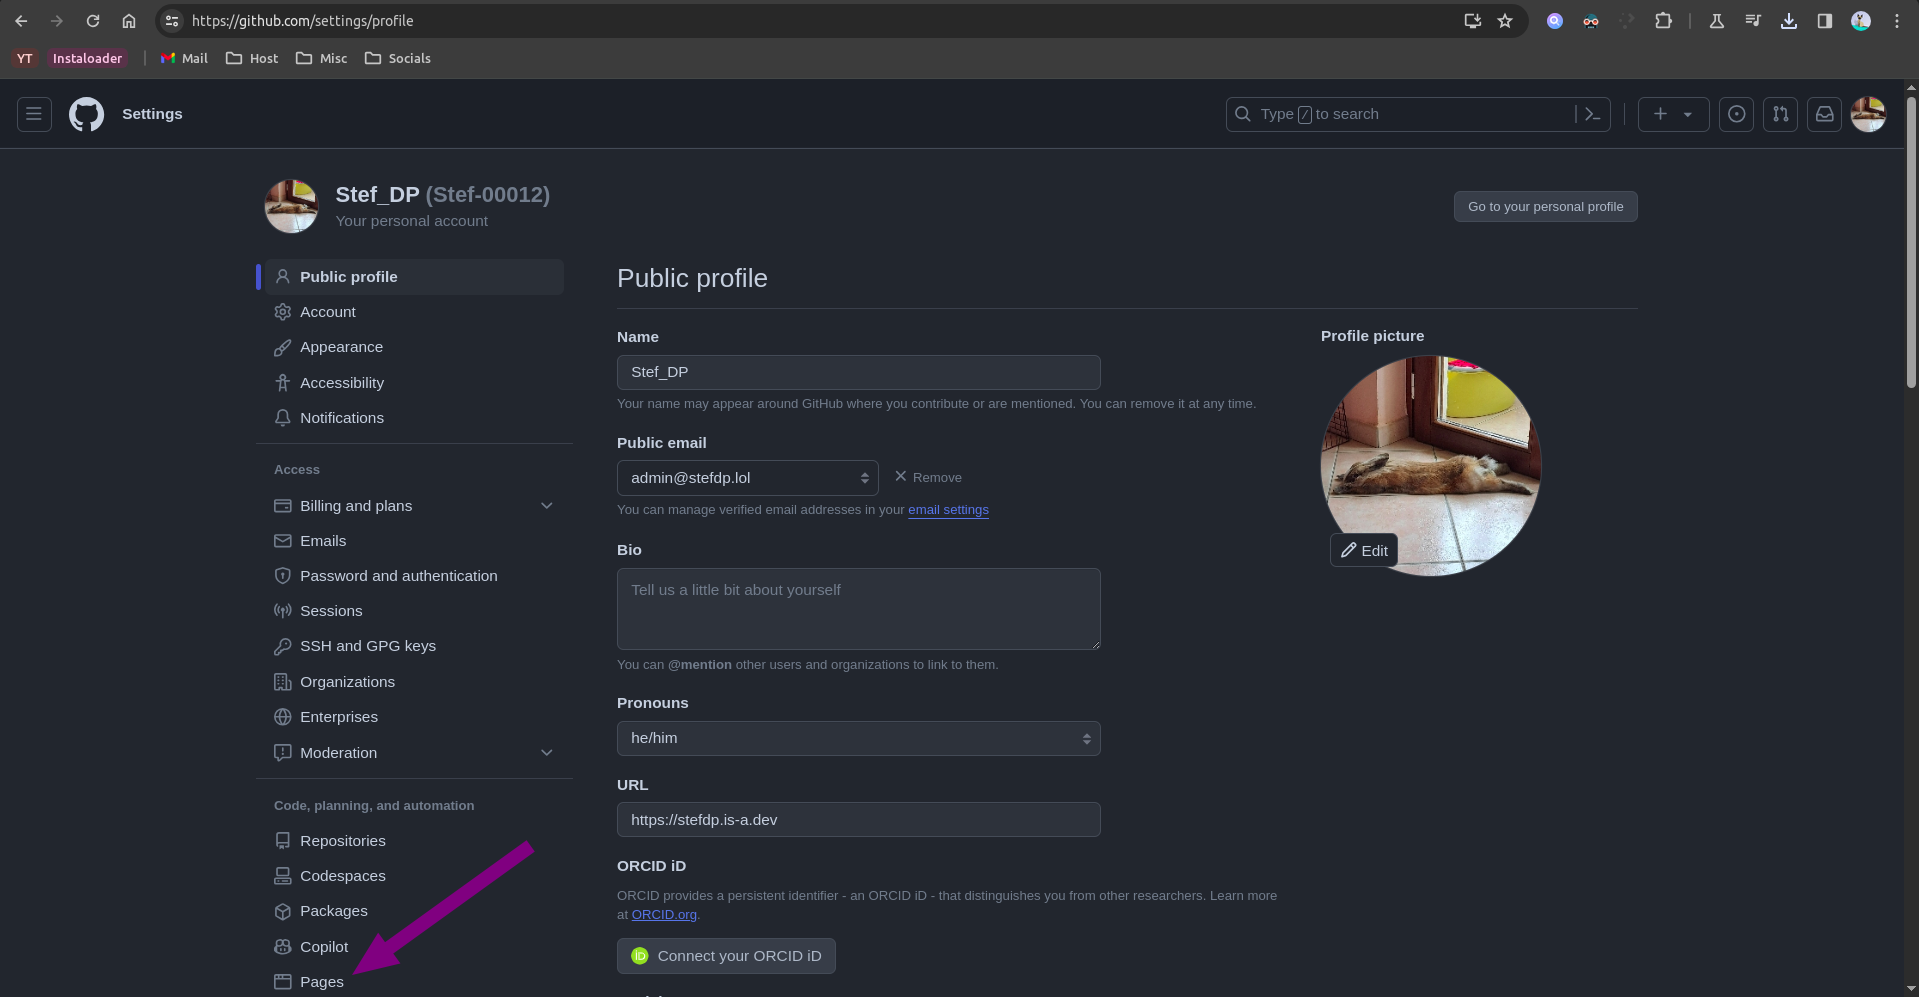 https://github.com/settings/profile
YT Instaloader Mail Host Misc Socials
Settings
Type / to search
Stef_DP (Stef-00012)
Your personal account
Go to your personal profile
Public profile
Account
Appearance
Accessibility
Notifications
Access
Billing and plans
Emails
Password and authentication
Sessions
SSH and GPG keys
Organizations
Enterprises
Moderation
Code, planning, and automation
Repositories
Codespaces
Packages
Copilot
Pages
Public profile
Name
Stef_DP
Your name may appear around GitHub where you contribute or are mentioned. You can remove it at any time.
Public email
admin@stefdp.lol
Remove
You can manage verified email addresses in your email settings
Bio
Tell us a little bit about yourself
You can @mention other users and organizations to link to them.
Pronouns
he/him
URL
https://stefdp.is-a.dev
ORCID iD
ORCID provides a persistent identifier - an ORCID iD - that distinguishes you from other researchers. Learn more
at ORCID.org.
iD Connect your ORCID iD
Profile picture
Edit